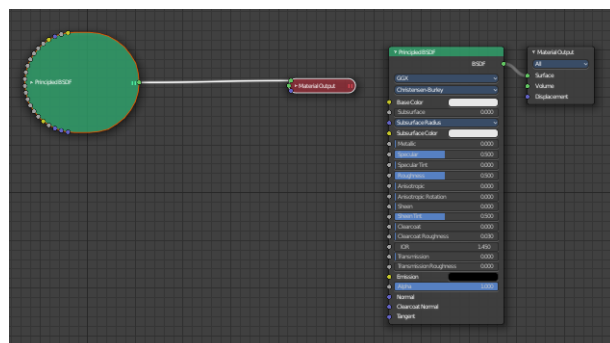 Principled BSDF
Material Output
Principled BSDF
BSDF
GGX
Christensen-Burley
Base Color
Subsurface 0.000
Subsurface Radius
Subsurface Color
Metallic 0.000
Specular 0.500
Specular Tint 0.000
Roughness 0.500
Anisotropic 0.000
Anisotropic Rotation 0.000
Sheen 0.000
Sheen Tint 0.500
Clearcoat 0.000
Clearcoat Roughness 0.030
IOR 1.450
Transmission 0.000
Transmission Roughness 0.000
Emission
Alpha 1.000
Normal
Clearcoat Normal
Tangent
Material Output
All
Surface
Volume
Displacement